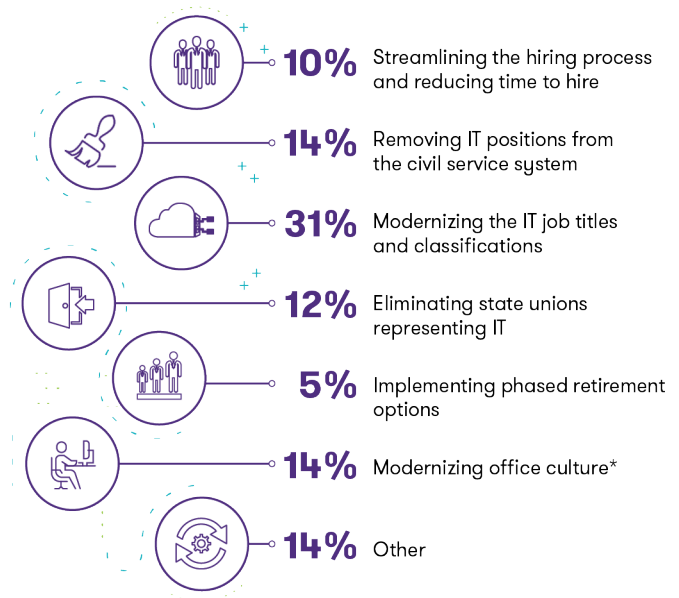 10% Streamlining the hiring process
and reducing time to hire
14% Removing IT positions from
the civil service system
31% Modernizing the IT job titles
and classifications
12% Eliminating state unions
representing IT
5% Implementing phased retirement
options
14% Modernizing office culture*
14% Other